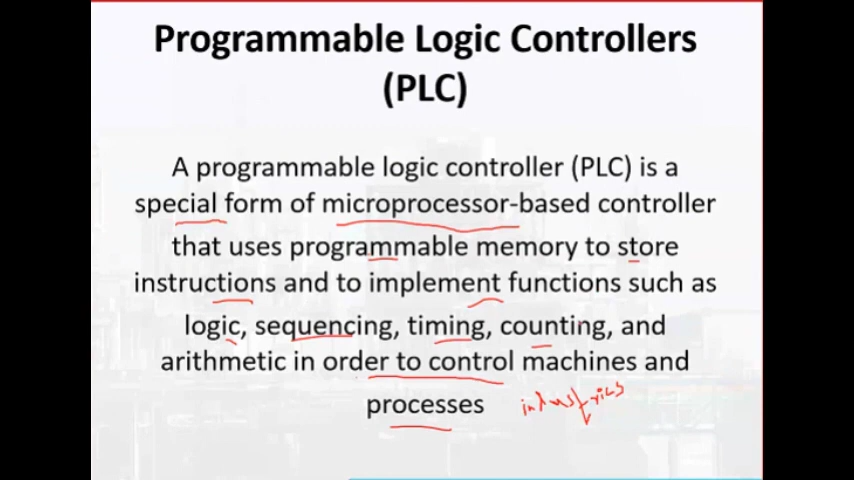 Programmable Logic Controllers
(PLC)
A programmable logic controller (PLC) is a
special form of microprocessor-based controller
that uses programmable memory to store
instructions and to implement functions such as
logic, sequencing, timing, counting, and
arithmetic in order to control machines and
processes
industries